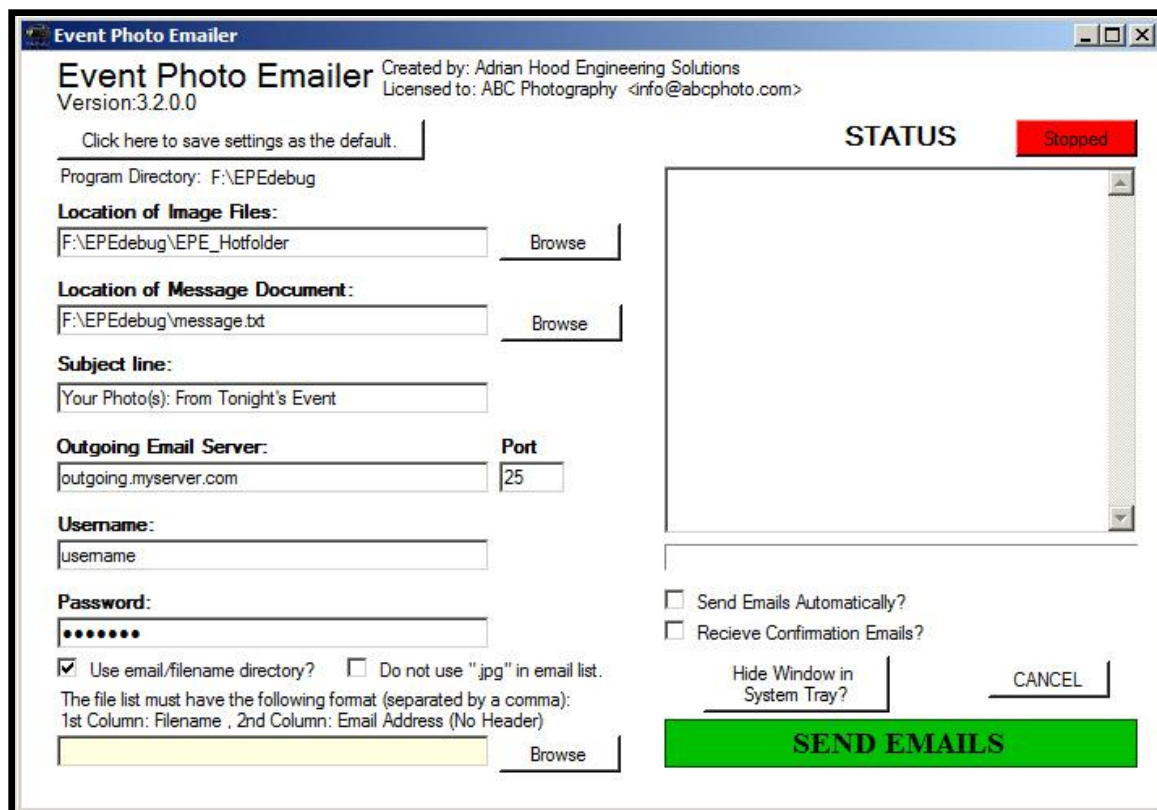 Event Photo Emailer
Event Photo Emailer
Created by: Adrian Hood Engineering Solutions
Licensed to: ABC Photography <info@abcphoto.com>
Version:3.2.0.0
Click here to save settings as the default.
STATUS
Stopped
Program Directory: F:\EPEdebug
Location of Image Files:
F:\EPEdebug\EPE_Hotfolder
Browse
Location of Message Document:
F:\EPEdebug\message.txt
Browse
Subject line:
Your Photo(s): From Tonight's Event
Outgoing Email Server:
Port
outgoing.myserver.com
25
Username:
username
Password:
•••••••
Use email/filename directory?
Do not use ".jpg" in email list.
The file list must have the following format (separated by a comma):
1st Column: Filename , 2nd Column: Email Address (No Header)
Browse
Send Emails Automatically?
Recieve Confirmation Emails?
Hide Window in
System Tray?
CANCEL
SEND EMAILS